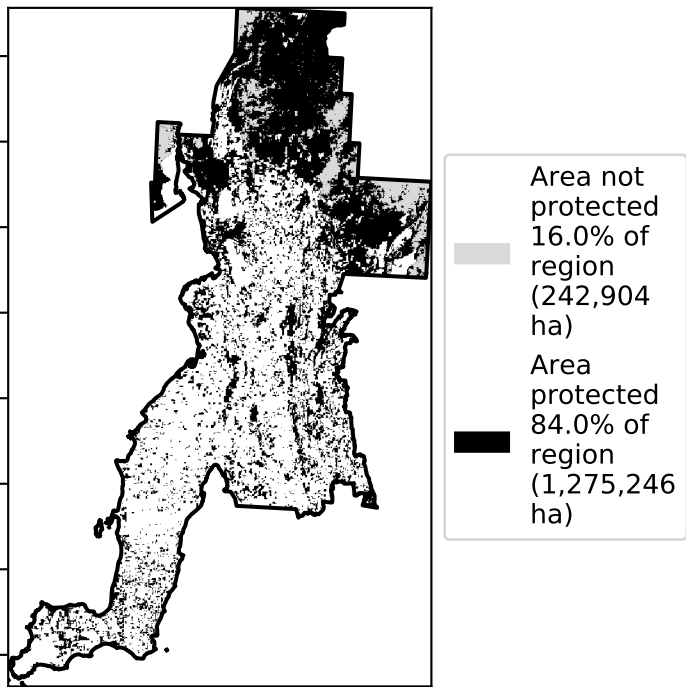 Area not
protected
16.0% of
region
(242,904
ha)
Area
protected
84.0% of
region
(1,275,246
ha)